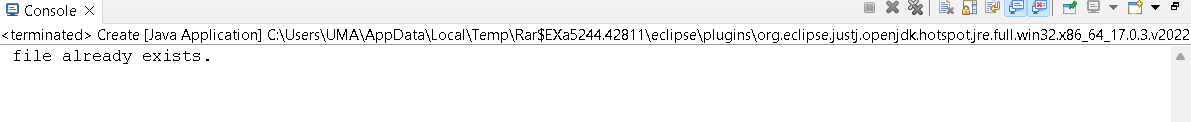 Console
<terminated> Create [Java Application] C:\Users\UMA\AppData\Local\Temp\Rar$EXa5244.42811\eclipse\plugins\org.eclipse.justj.openjdk.hotspot.jre.full.win32.x86_64_17.0.3.v2022
file already exists.